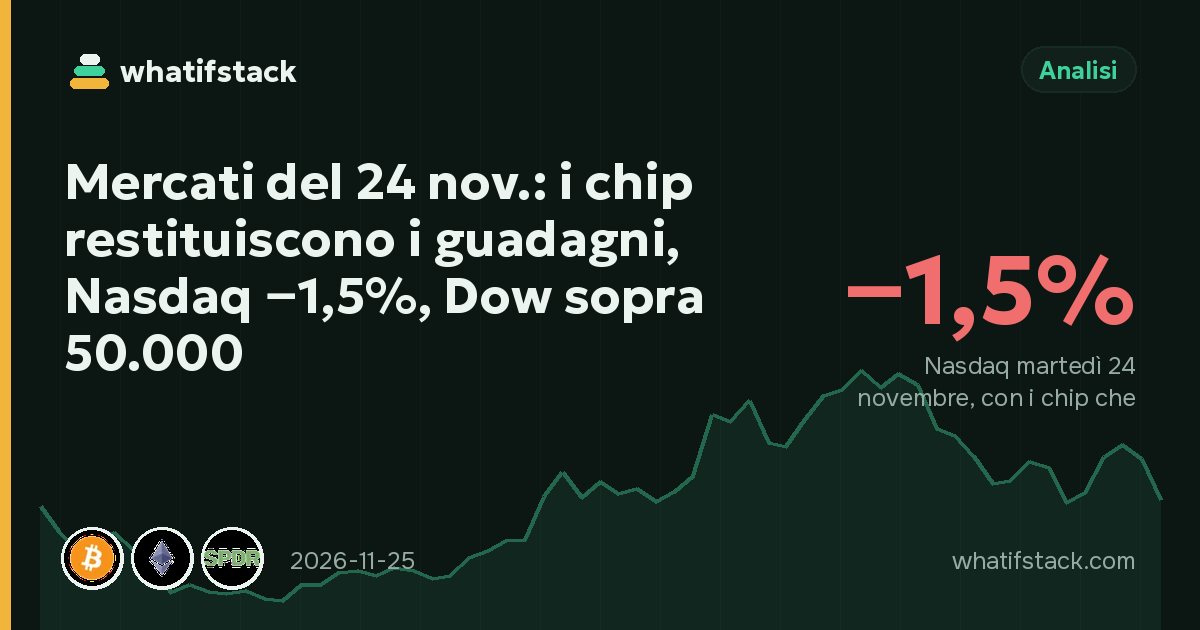 whatifstack
Analisi
Mercati del 24 nov.: i chip
restituiscono i guadagni,
Nasdaq −1,5%, Dow sopra
50.000
−1,5%
Nasdaq martedì 24
novembre, con i chip che
SPDR
2026-11-25
whatifstack.com